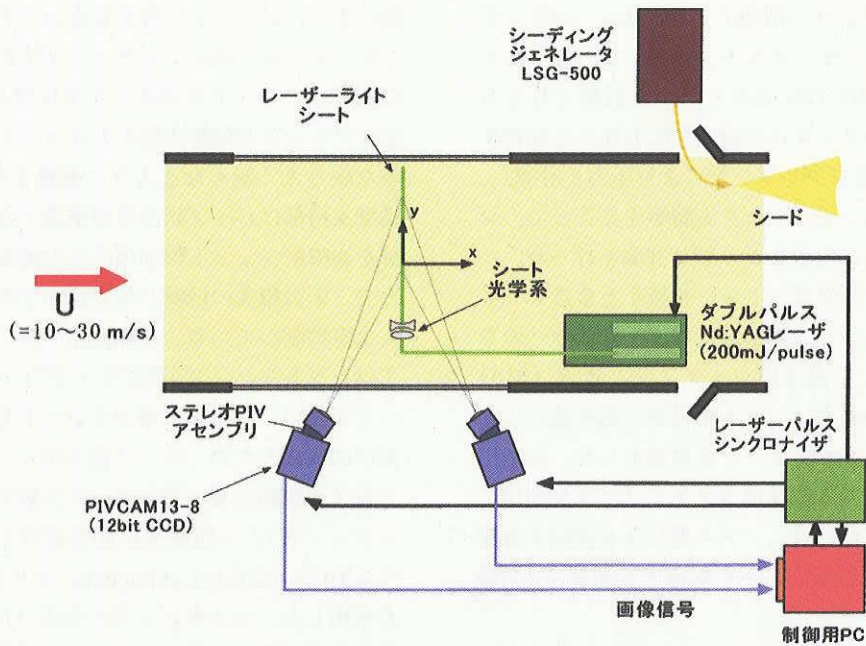 シーディング
ジェネレータ
LSG-500
レーザーライト
シート
シード
y
x
シート
光学系
U
(=10～30 m/s)
ダブルパルス
Nd:YAGレーザ
(200mJ/pulse)
ステレオPIV
アセンブリ
レーザーパルス
シンクロナイザ
PIVCAM13-8
(12bit CCD)
画像信号
制御用PC